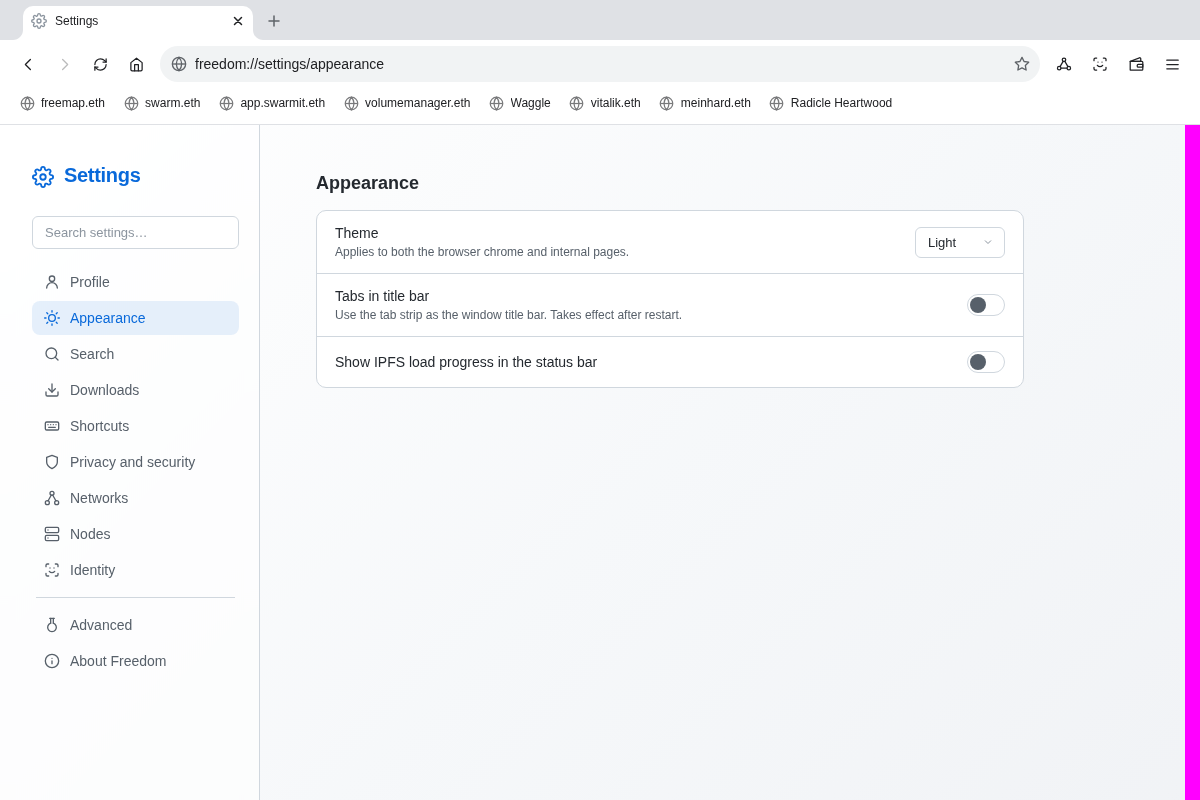 Settings
freedom://settings/appearance
freemap.eth
swarm.eth
app.swarmit.eth
volumemanager.eth
Waggle
vitalik.eth
meinhard.eth
Radicle Heartwood
Settings
Search settings…
Profile
Appearance
Search
Downloads
Shortcuts
Privacy and security
Networks
Nodes
Identity
Advanced
About Freedom
Appearance
Theme
Applies to both the browser chrome and internal pages.
Light
Tabs in title bar
Use the tab strip as the window title bar. Takes effect after restart.
Show IPFS load progress in the status bar